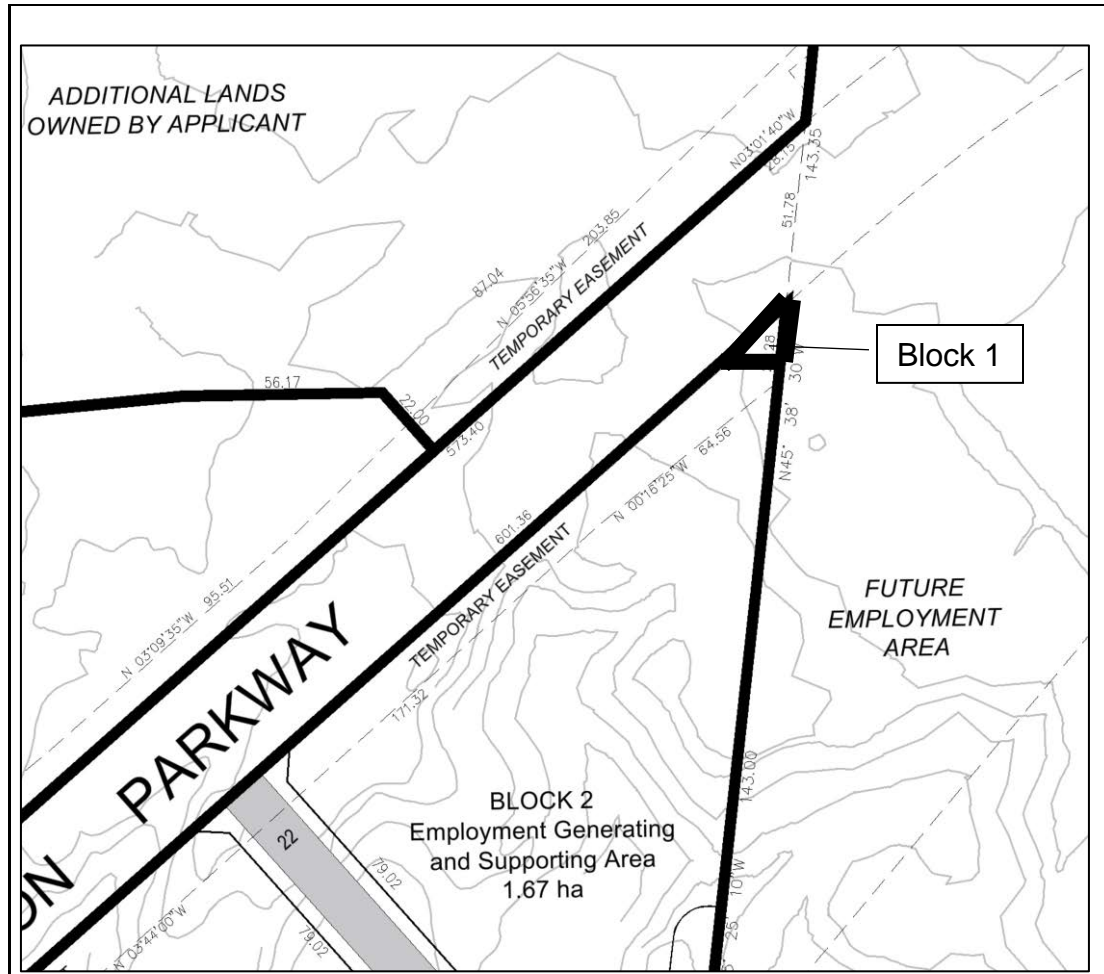 ADDITIONAL LANDS
OWNED BY APPLICANT
N03°01'40"W
28.15
143.35
51.78
203.85
N 05°56'35"W
87.04
TEMPORARY EASEMENT
28
Block 1
30" W
38'
N45°
56.17
22.00
573.40
64.56
N 00°16'25"W
601.36
TEMPORARY EASEMENT
FUTURE
EMPLOYMENT
AREA
95.51
N 03°09'35"W
171.32
PARKWAY
ON
143.00
BLOCK 2
Employment Generating
and Supporting Area
1.67 ha
22
79.02
79.02
N 03°44'00"W
10" W
25'